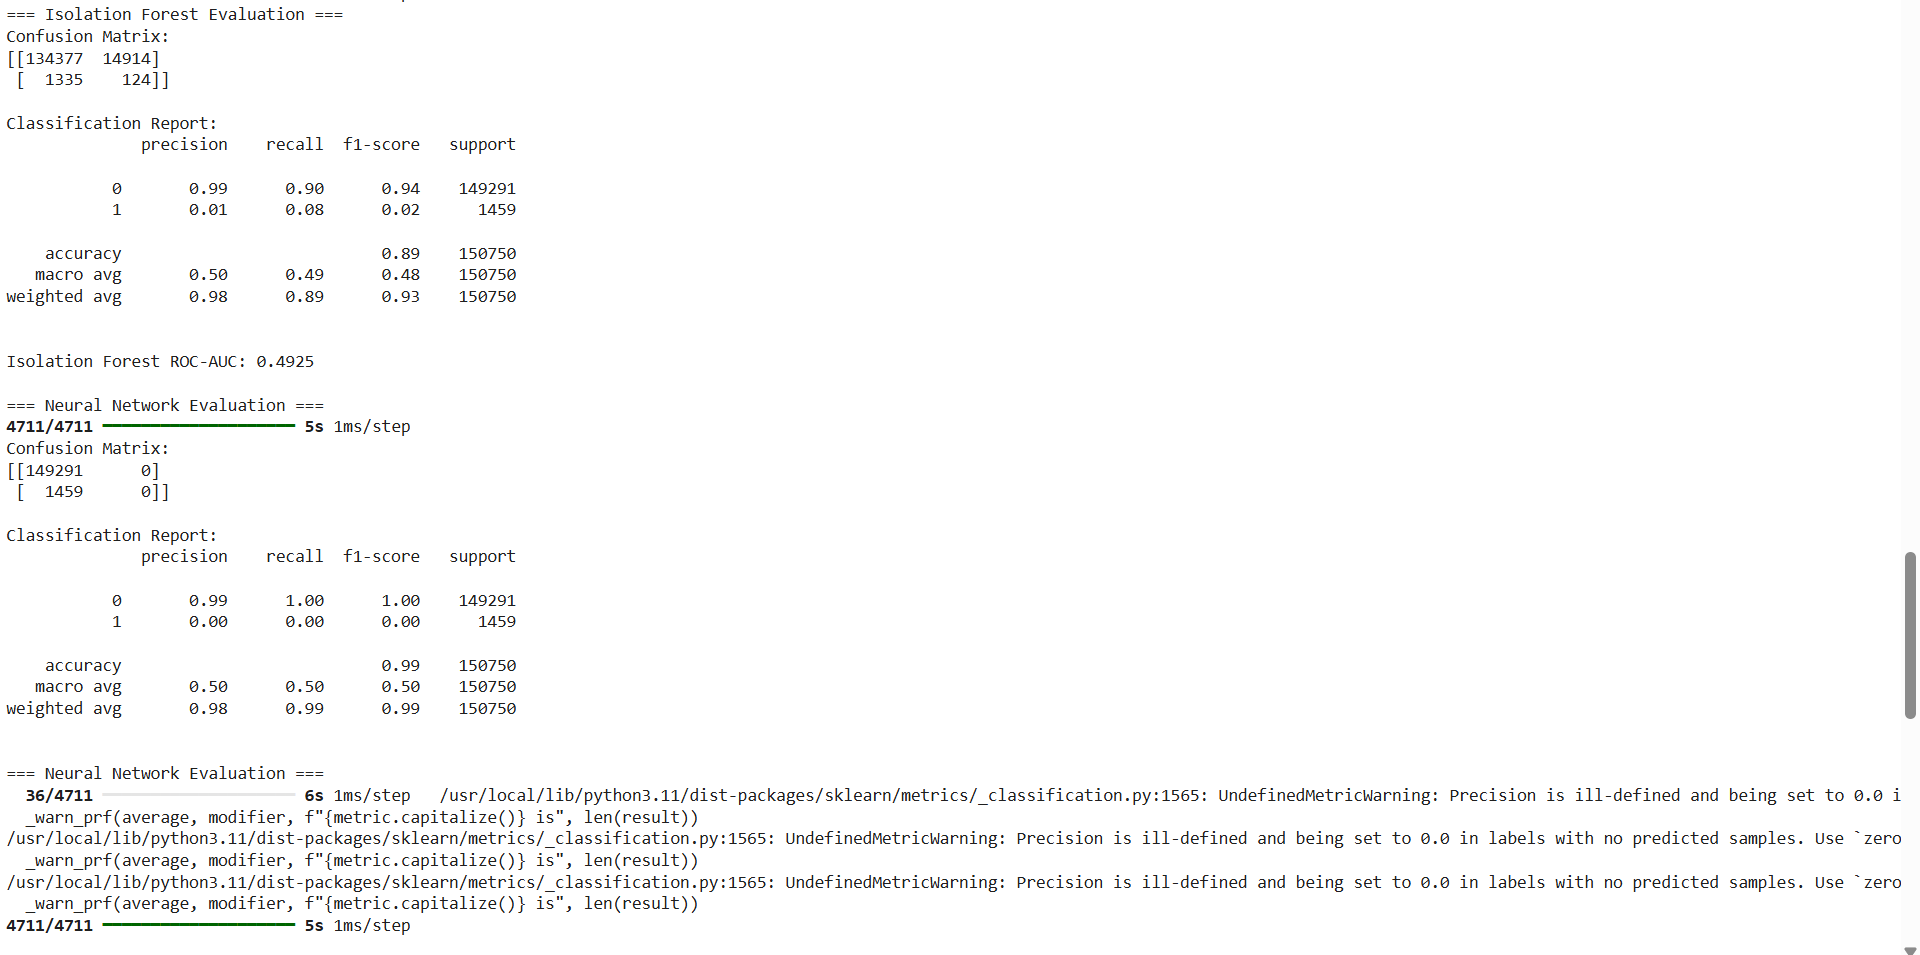 === Isolation Forest Evaluation ===
Confusion Matrix:
[[134377  14914]
 [  1335    124]]
Classification Report:
              precision    recall  f1-score   support
           0       0.99      0.90      0.94    149291
           1       0.01      0.08      0.02      1459
    accuracy                           0.89    150750
   macro avg       0.50      0.49      0.48    150750
weighted avg       0.98      0.89      0.93    150750
Isolation Forest ROC-AUC: 0.4925
=== Neural Network Evaluation ===
4711/4711 5s 1ms/step
Confusion Matrix:
[[149291      0]
 [  1459      0]]
Classification Report:
              precision    recall  f1-score   support
           0       0.99      1.00      1.00    149291
           1       0.00      0.00      0.00      1459
    accuracy                           0.99    150750
   macro avg       0.50      0.50      0.50    150750
weighted avg       0.98      0.99      0.99    150750
=== Neural Network Evaluation ===
  36/4711 6s 1ms/step   /usr/local/lib/python3.11/dist-packages/sklearn/metrics/_classification.py:1565: UndefinedMetricWarning: Precision is ill-defined and being set to 0.0 i
  _warn_prf(average, modifier, f"{metric.capitalize()} is", len(result))
/usr/local/lib/python3.11/dist-packages/sklearn/metrics/_classification.py:1565: UndefinedMetricWarning: Precision is ill-defined and being set to 0.0 in labels with no predicted samples. Use `zero
  _warn_prf(average, modifier, f"{metric.capitalize()} is", len(result))
/usr/local/lib/python3.11/dist-packages/sklearn/metrics/_classification.py:1565: UndefinedMetricWarning: Precision is ill-defined and being set to 0.0 in labels with no predicted samples. Use `zero
  _warn_prf(average, modifier, f"{metric.capitalize()} is", len(result))
4711/4711 5s 1ms/step